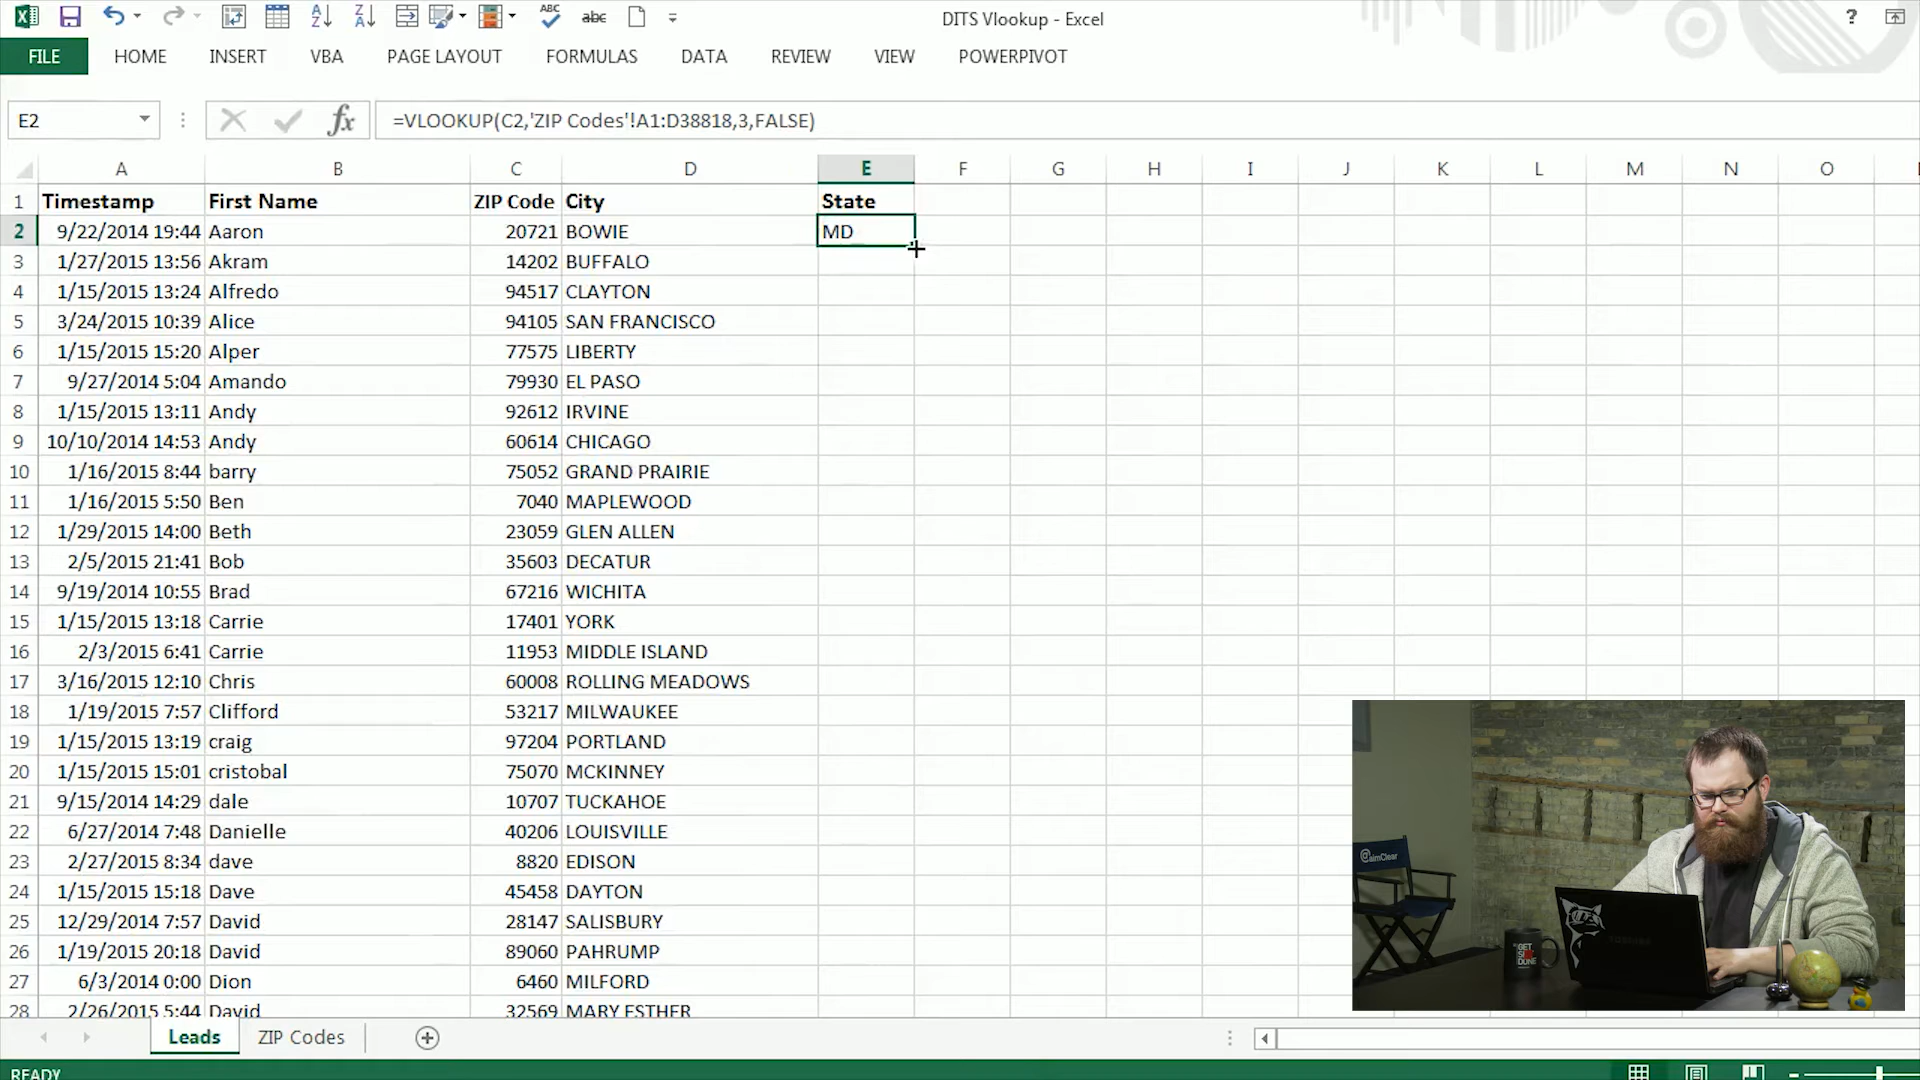 DITS Vlookup - Excel
?
FILE HOME INSERT VBA PAGE LAYOUT FORMULAS DATA REVIEW VIEW POWERPIVOT
E2 fx =VLOOKUP(C2,'ZIP Codes'!A1:D38818,3,FALSE)
A B C D E F G H I J K L M N O
1 Timestamp First Name ZIP Code City State
2 9/22/2014 19:44 Aaron 20721 BOWIE MD
3 1/27/2015 13:56 Akram 14202 BUFFALO
4 1/15/2015 13:24 Alfredo 94517 CLAYTON
5 3/24/2015 10:39 Alice 94105 SAN FRANCISCO
6 1/15/2015 15:20 Alper 77575 LIBERTY
7 9/27/2014 5:04 Amando 79930 EL PASO
8 1/15/2015 13:11 Andy 92612 IRVINE
9 10/10/2014 14:53 Andy 60614 CHICAGO
10 1/16/2015 8:44 barry 75052 GRAND PRAIRIE
11 1/16/2015 5:50 Ben 7040 MAPLEWOOD
12 1/29/2015 14:00 Beth 23059 GLEN ALLEN
13 2/5/2015 21:41 Bob 35603 DECATUR
14 9/19/2014 10:55 Brad 67216 WICHITA
15 1/15/2015 13:18 Carrie 17401 YORK
16 2/3/2015 6:41 Carrie 11953 MIDDLE ISLAND
17 3/16/2015 12:10 Chris 60008 ROLLING MEADOWS
18 1/19/2015 7:57 Clifford 53217 MILWAUKEE
19 1/15/2015 13:19 craig 97204 PORTLAND
20 1/15/2015 15:01 cristobal 75070 MCKINNEY
21 9/15/2014 14:29 dale 10707 TUCKAHOE
22 6/27/2014 7:48 Danielle 40206 LOUISVILLE
23 2/27/2015 8:34 dave 8820 EDISON
24 1/15/2015 15:18 Dave 45458 DAYTON
25 12/29/2014 7:57 David 28147 SALISBURY
26 1/19/2015 20:18 David 89060 PAHRUMP
27 6/3/2014 0:00 Dion 6460 MILFORD
28 2/26/2015 5:44 David 32569 MARY ESTHER
@aimClear
GET
DONE
TOSHIBA
Leads ZIP Codes
READY